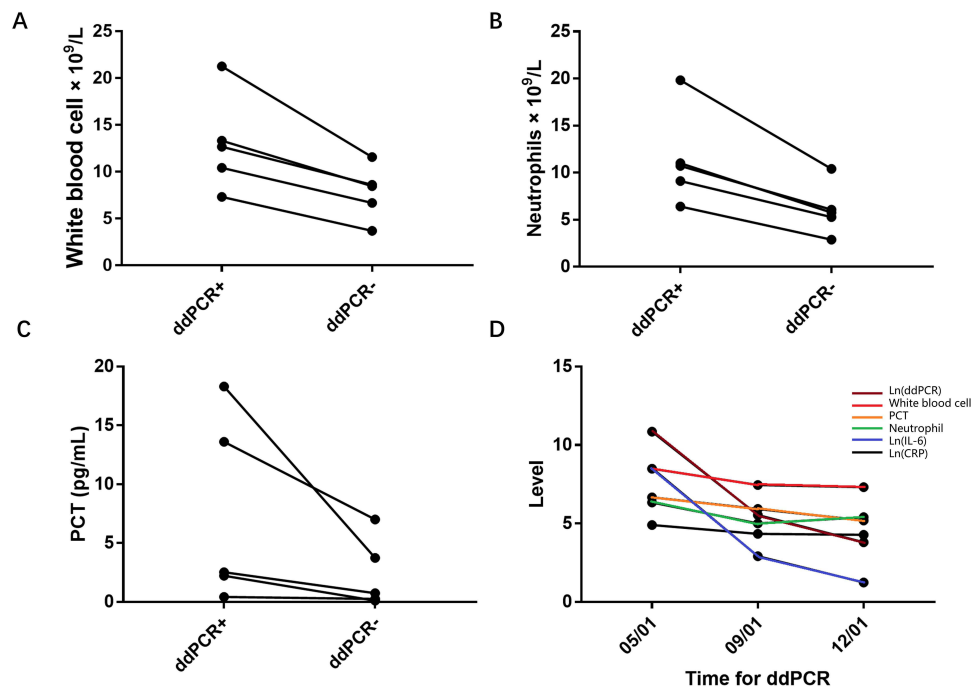 A
White blood cell × 10⁹/L
25
20
15
10
5
0
ddPCR+
ddPCR-
B
Neutrophils × 10⁹/L
25
20
15
10
5
0
ddPCR+
ddPCR-
C
PCT (pg/mL)
20
15
10
5
0
ddPCR+
ddPCR-
D
Level
15
10
5
0
Ln(ddPCR)
White blood cell
PCT
Neutrophil
Ln(IL-6)
Ln(CRP)
05/01
09/01
12/01
Time for ddPCR